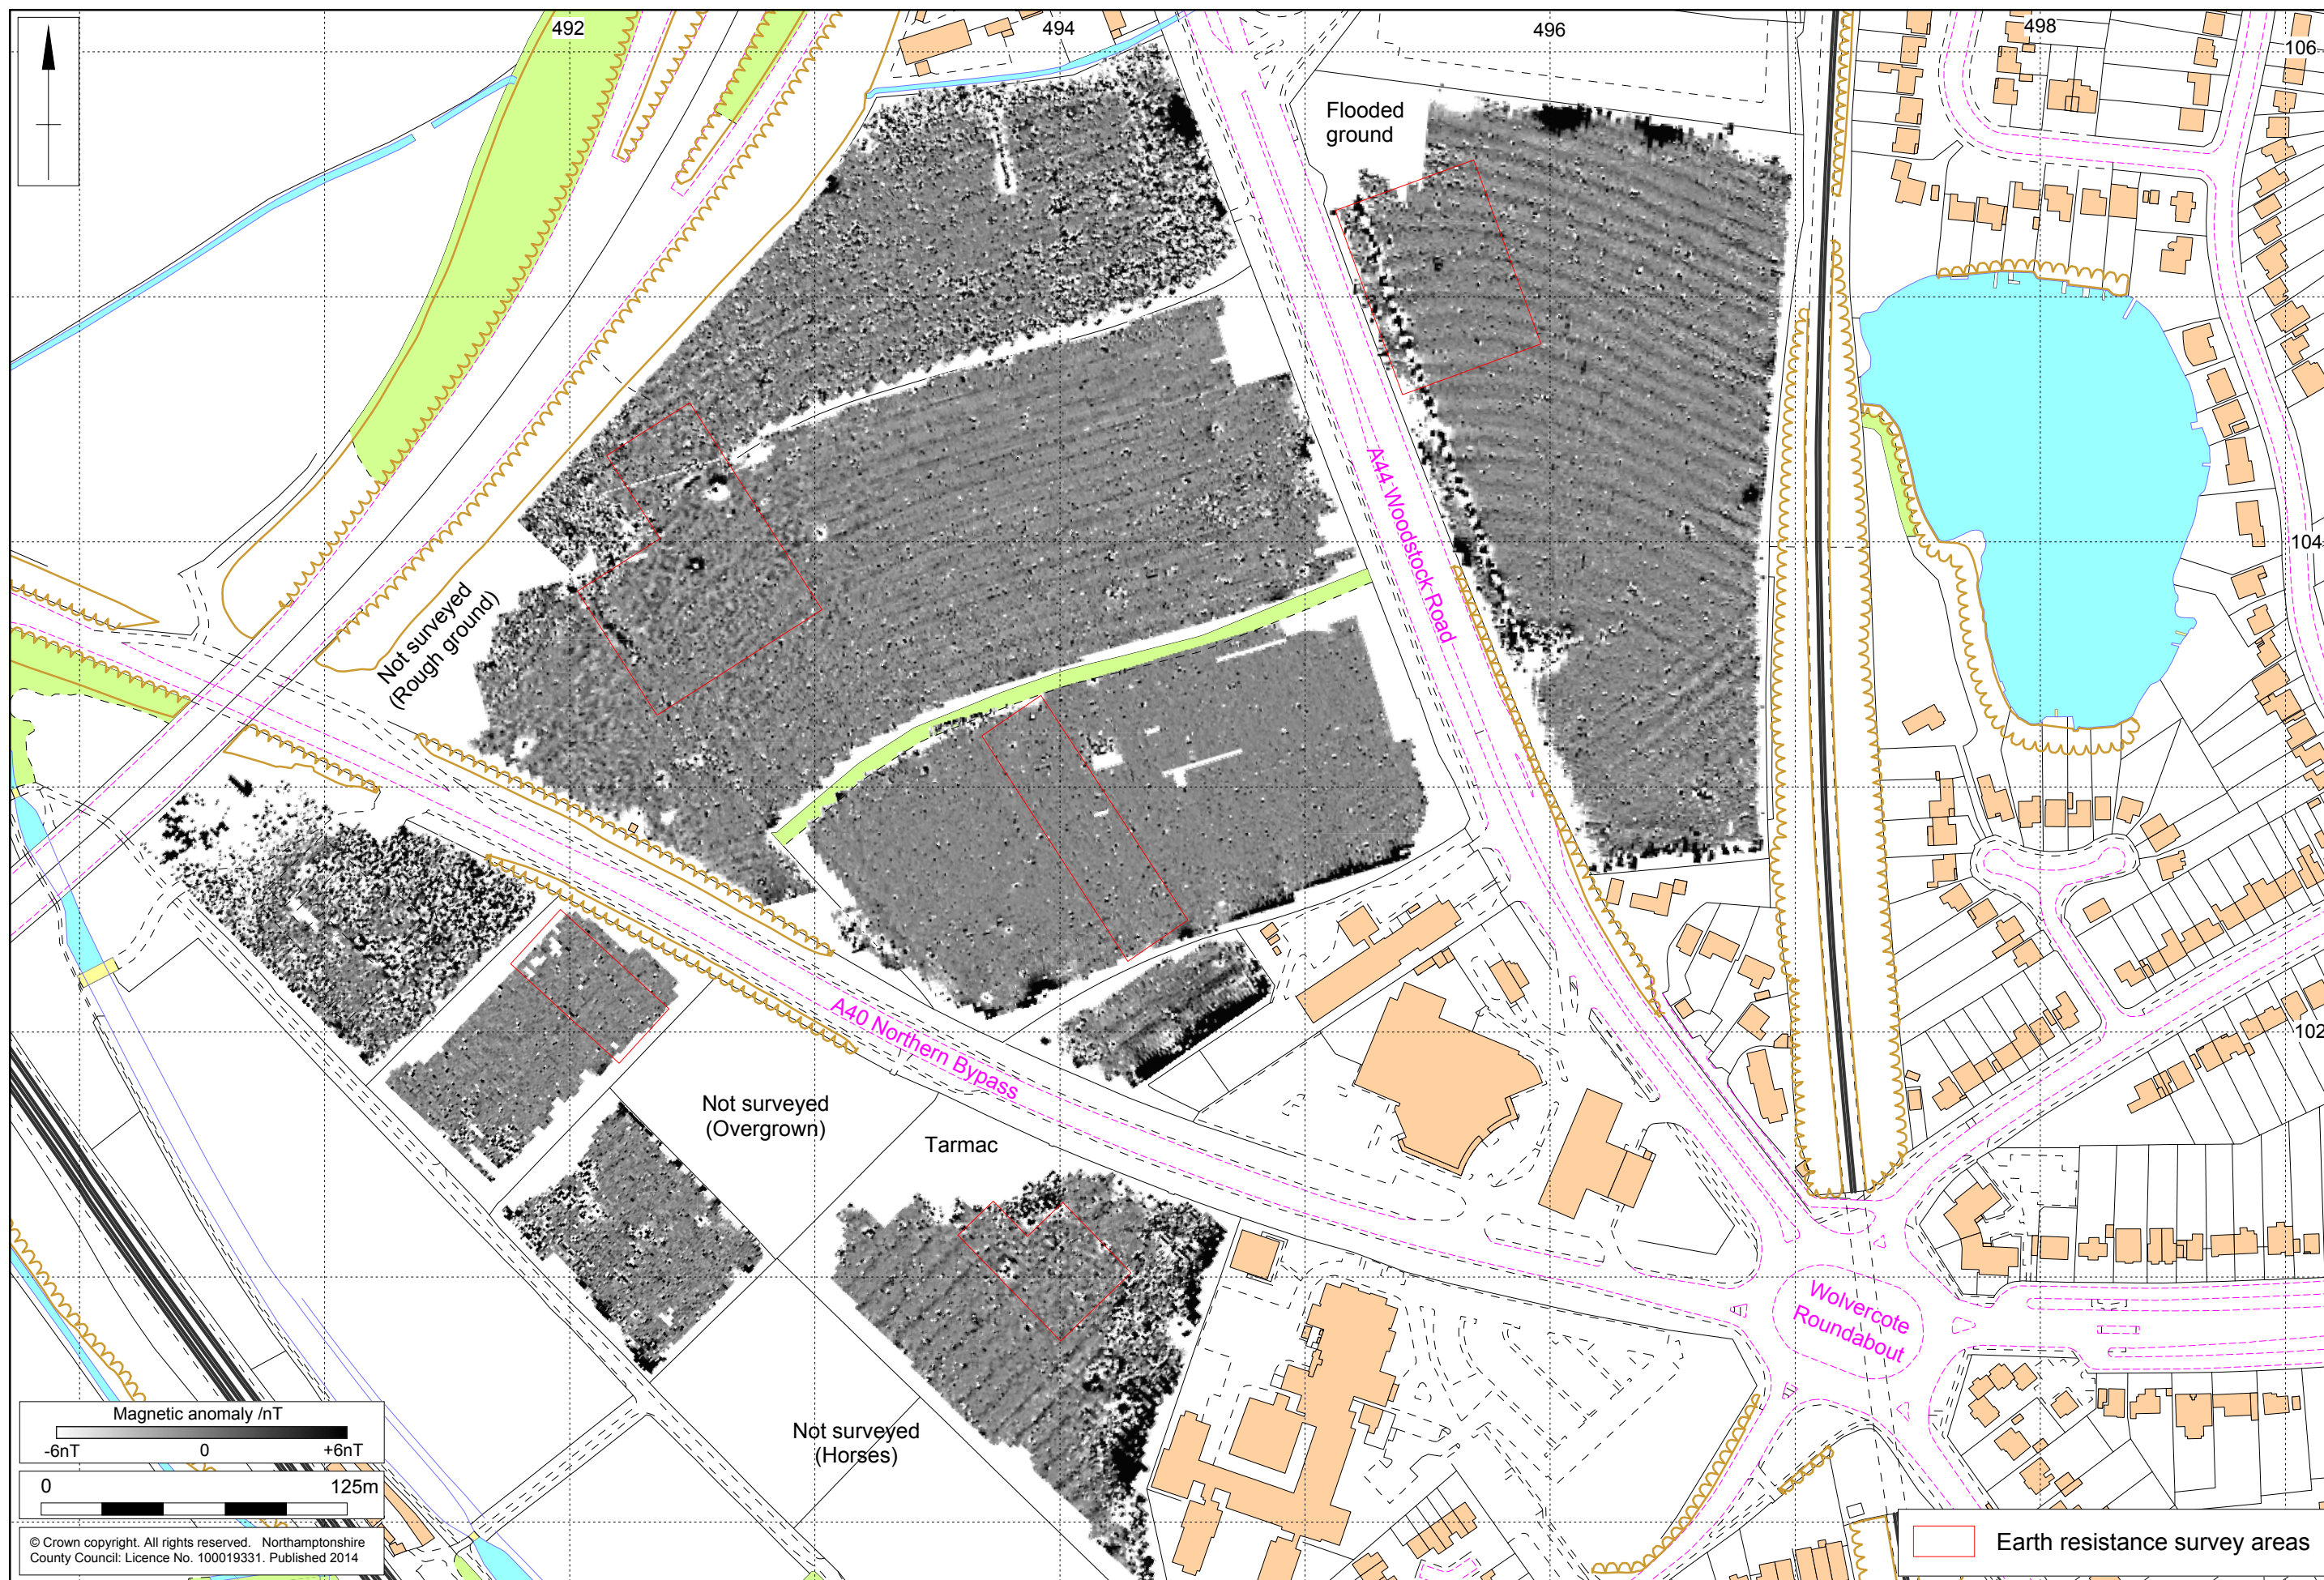 492
494
496
498
106
Flooded
ground
A44 Woodstock Road
104
Not surveyed
(Rough ground)
A40 Northern Bypass
102
Not surveyed
(Overgrown)
Tarmac
Wolvercote
Roundabout
Not surveyed
(Horses)
Magnetic anomaly /nT
-6nT 0 +6nT
0 125m
© Crown copyright. All rights reserved. Northamptonshire
County Council: Licence No. 100019331. Published 2014
Earth resistance survey areas